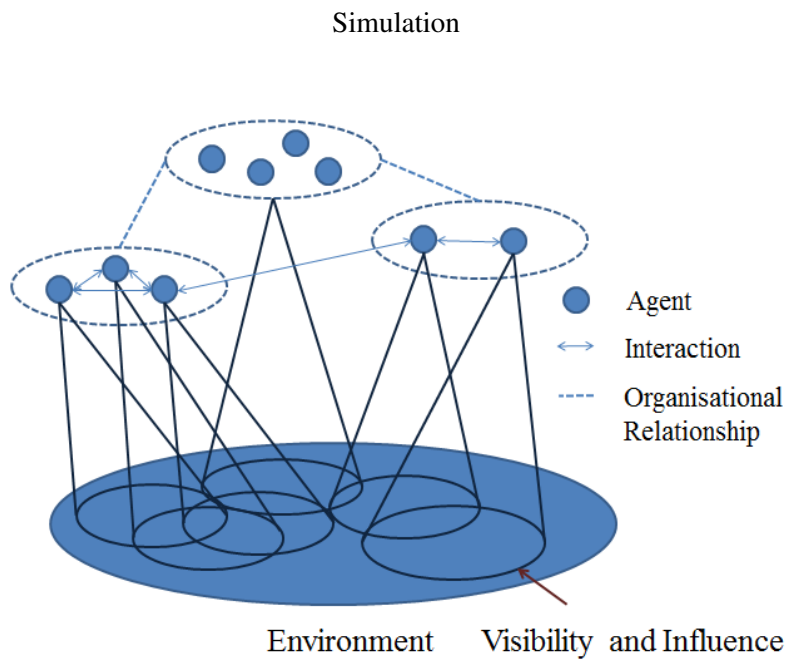 Simulation
Agent
Interaction
Organisational
Relationship
Environment
Visibility and Influence